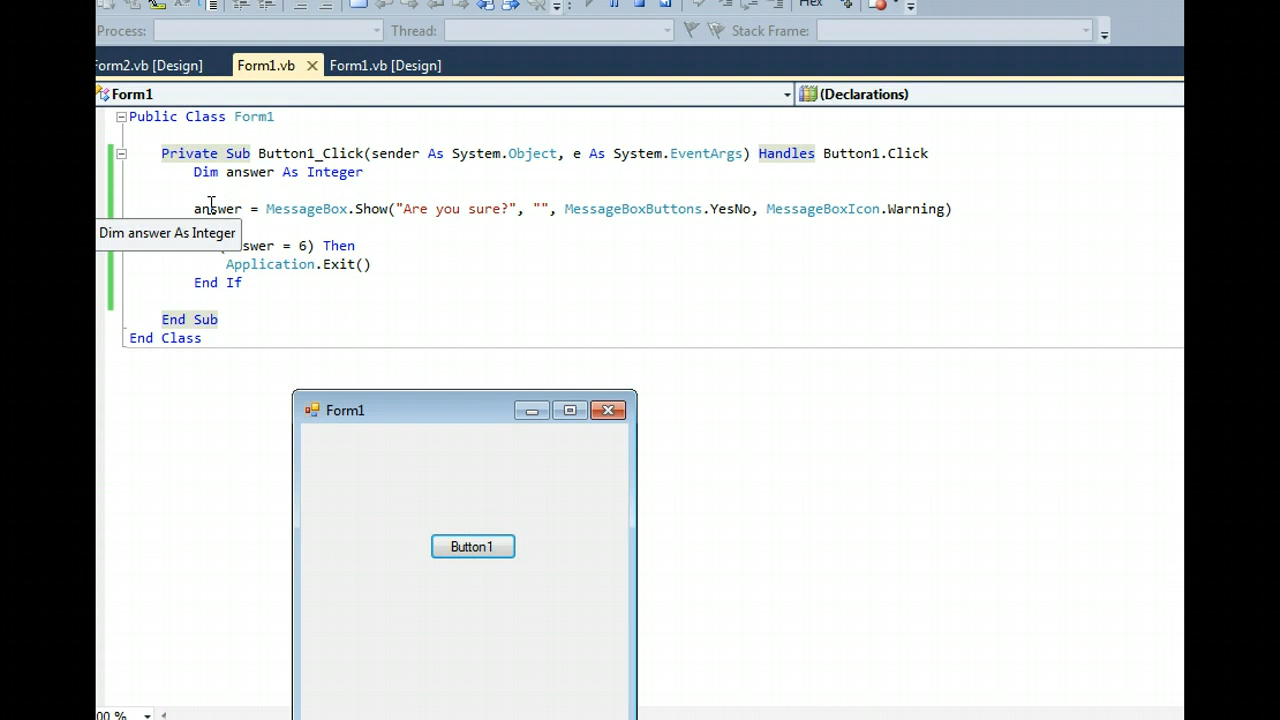 Hex
Process: Thread: Stack Frame:
Form2.vb [Design] Form1.vb Form1.vb [Design]
Form1 (Declarations)
Public Class Form1
Private Sub Button1_Click(sender As System.Object, e As System.EventArgs) Handles Button1.Click
Dim answer As Integer
answer = MessageBox.Show("Are you sure?", "", MessageBoxButtons.YesNo, MessageBoxIcon.Warning)
Dim answer As Integer
swer = 6) Then
Application.Exit()
End If
End Sub
End Class
Form1
Button1
00 %